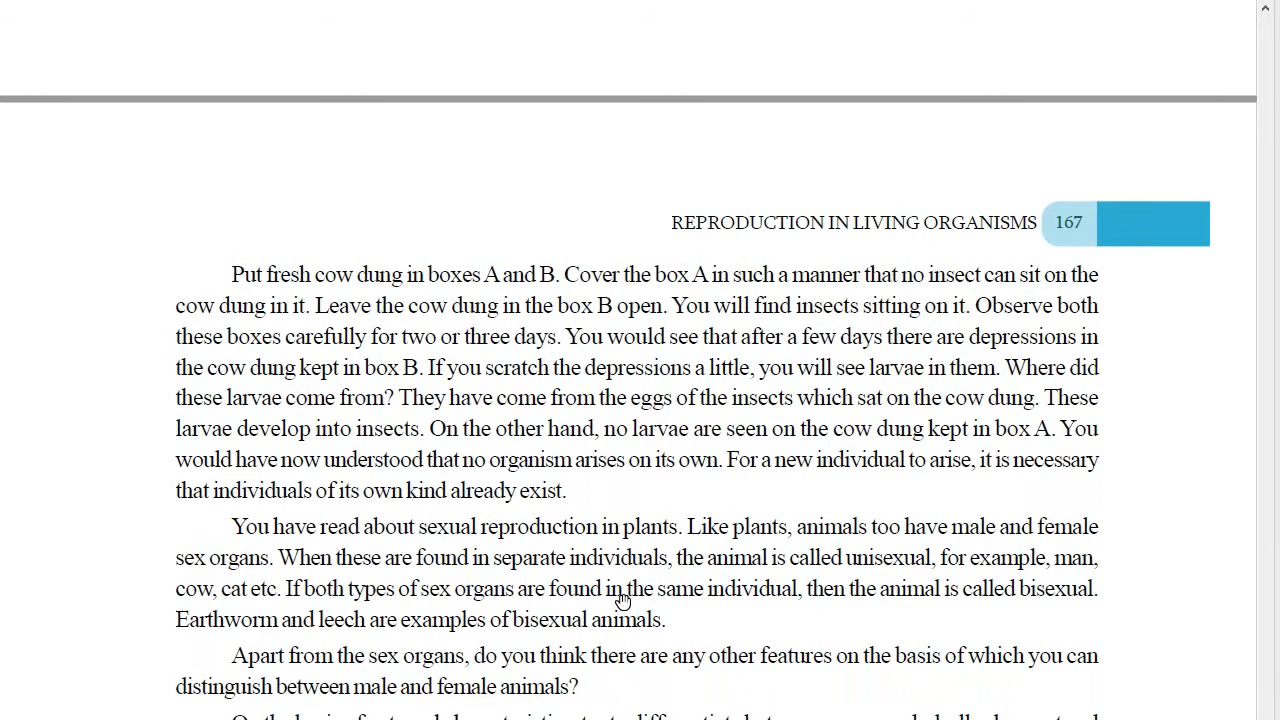 REPRODUCTION IN LIVING ORGANISMS 167
Put fresh cow dung in boxes A and B. Cover the box A in such a manner that no insect can sit on the
cow dung in it. Leave the cow dung in the box B open. You will find insects sitting on it. Observe both
these boxes carefully for two or three days. You would see that after a few days there are depressions in
the cow dung kept in box B. If you scratch the depressions a little, you will see larvae in them. Where did
these larvae come from? They have come from the eggs of the insects which sat on the cow dung. These
larvae develop into insects. On the other hand, no larvae are seen on the cow dung kept in box A. You
would have now understood that no organism arises on its own. For a new individual to arise, it is necessary
that individuals of its own kind already exist.
You have read about sexual reproduction in plants. Like plants, animals too have male and female
sex organs. When these are found in separate individuals, the animal is called unisexual, for example, man,
cow, cat etc. If both types of sex organs are found in the same individual, then the animal is called bisexual.
Earthworm and leech are examples of bisexual animals.
Apart from the sex organs, do you think there are any other features on the basis of which you can
distinguish between male and female animals?